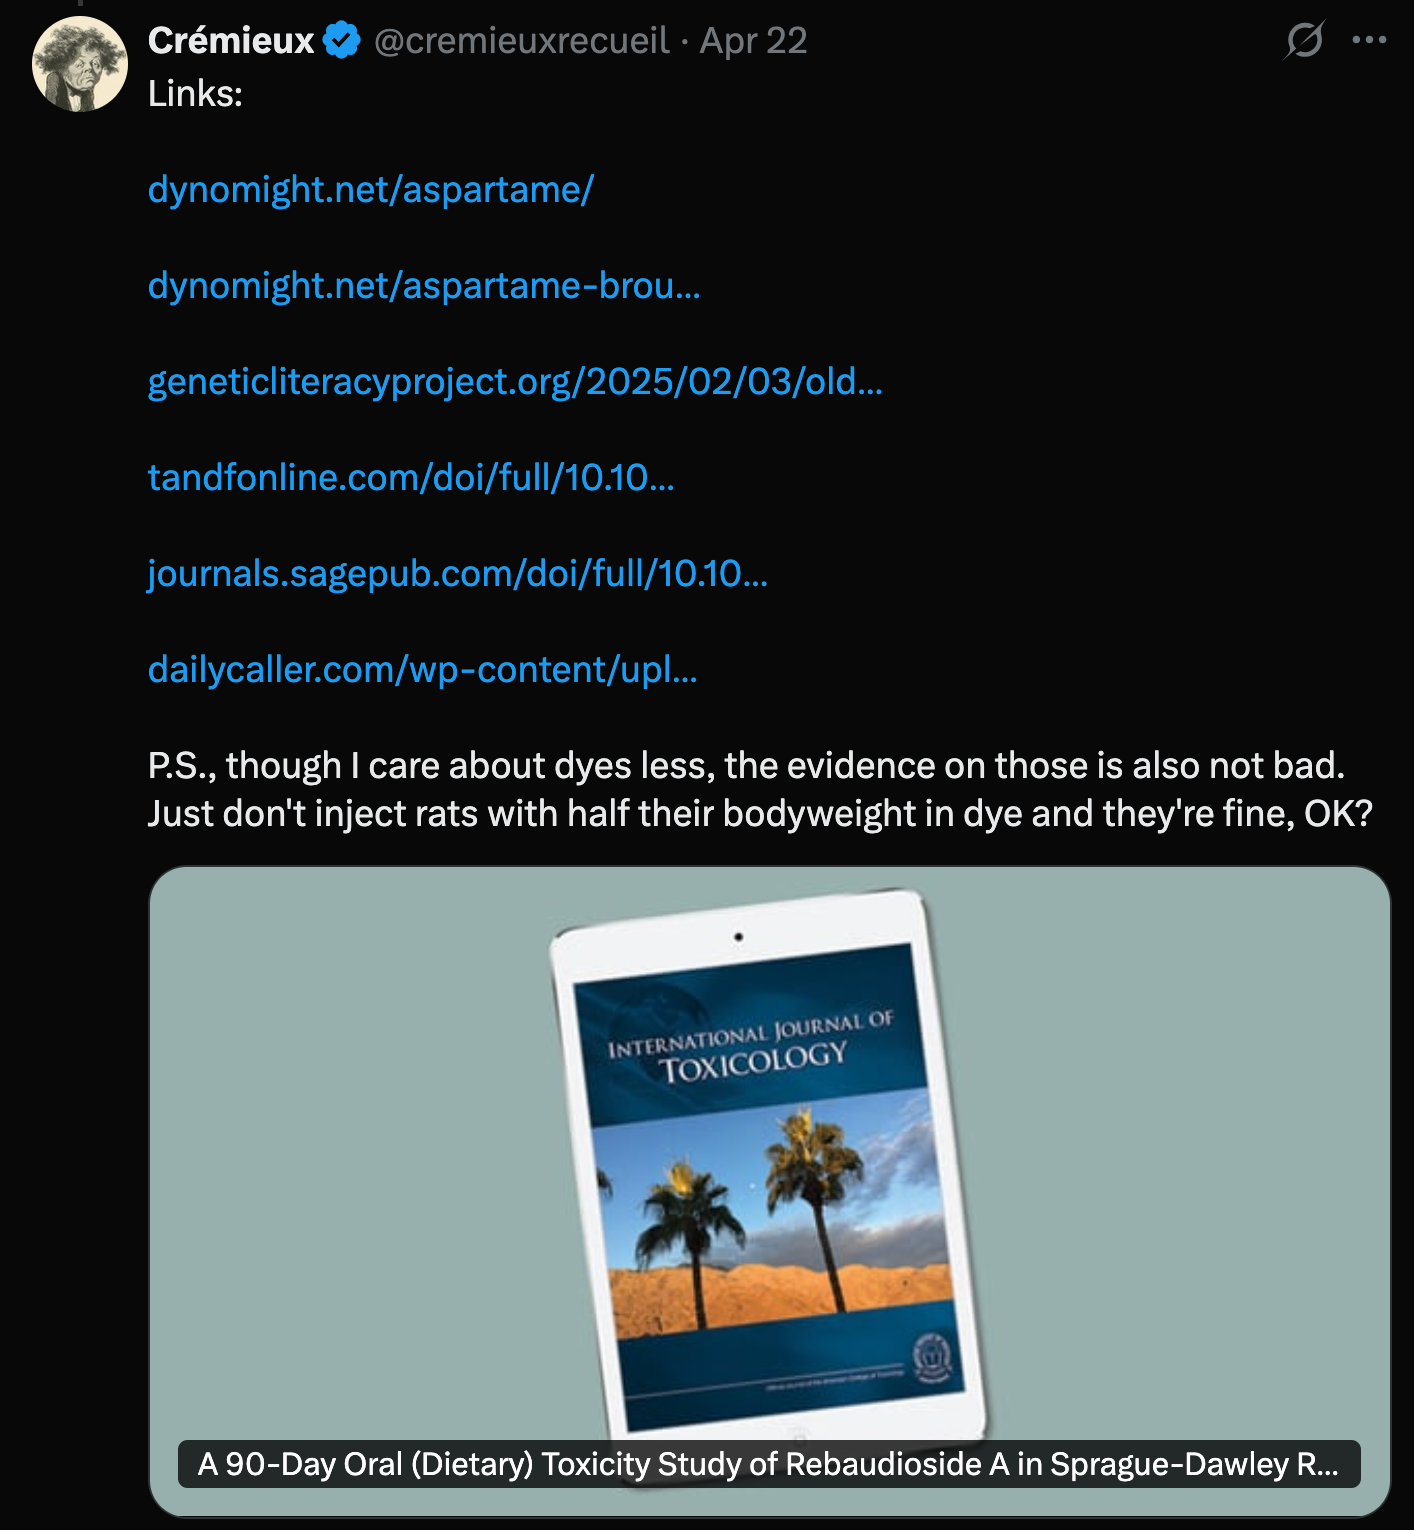 Crémieux @cremieuxrecueil · Apr 22
Links:
dynomight.net/aspartame/
dynomight.net/aspartame-brou...
geneticliteracyproject.org/2025/02/03/old...
tandfonline.com/doi/full/10.10...
journals.sagepub.com/doi/full/10.10...
dailycaller.com/wp-content/upl...
P.S., though I care about dyes less, the evidence on those is also not bad.
Just don't inject rats with half their bodyweight in dye and they're fine, OK?
INTERNATIONAL JOURNAL OF
TOXICOLOGY
A 90-Day Oral (Dietary) Toxicity Study of Rebaudioside A in Sprague-Dawley R...